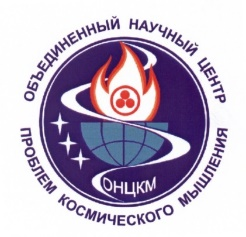 ОБЪЕДИНЕННЫЙ НАУЧНЫЙ ЦЕНТР
ПРОБЛЕМ КОСМИЧЕСКОГО МЫШЛЕНИЯ
ОНЦКМ